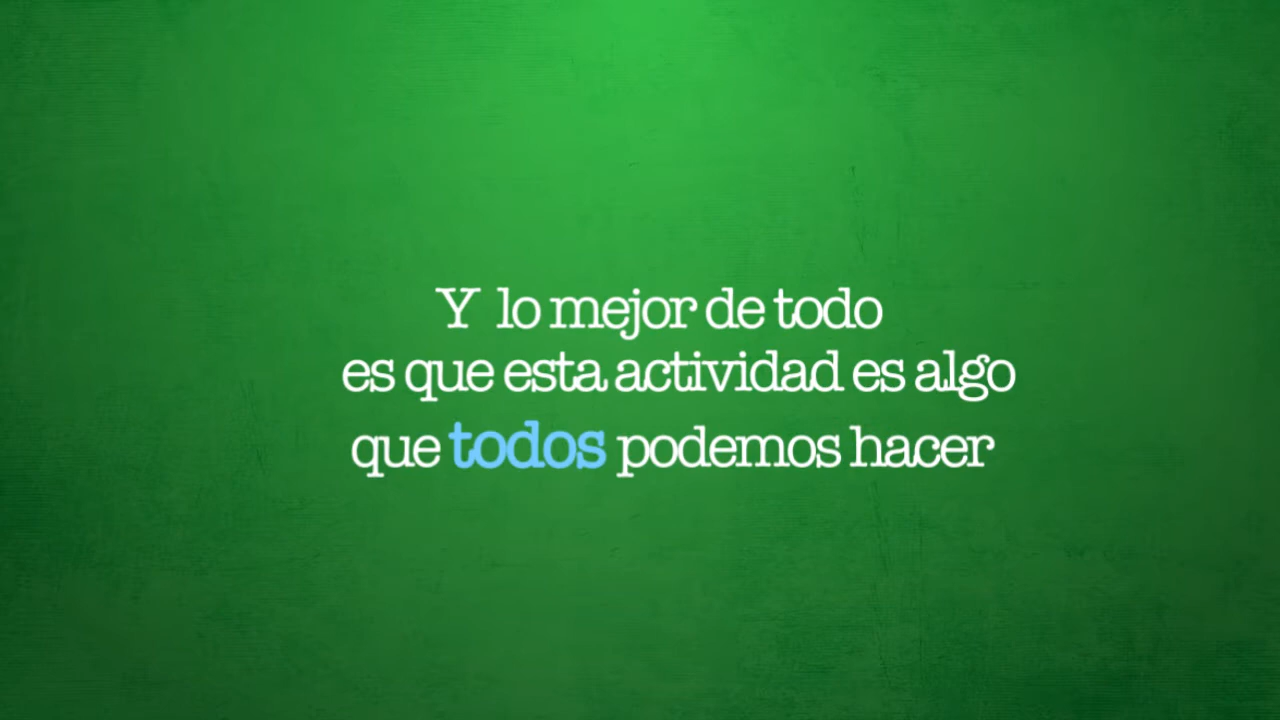 Y lo mejor de todo
es que esta actividad es algo
que todos podemos hacer